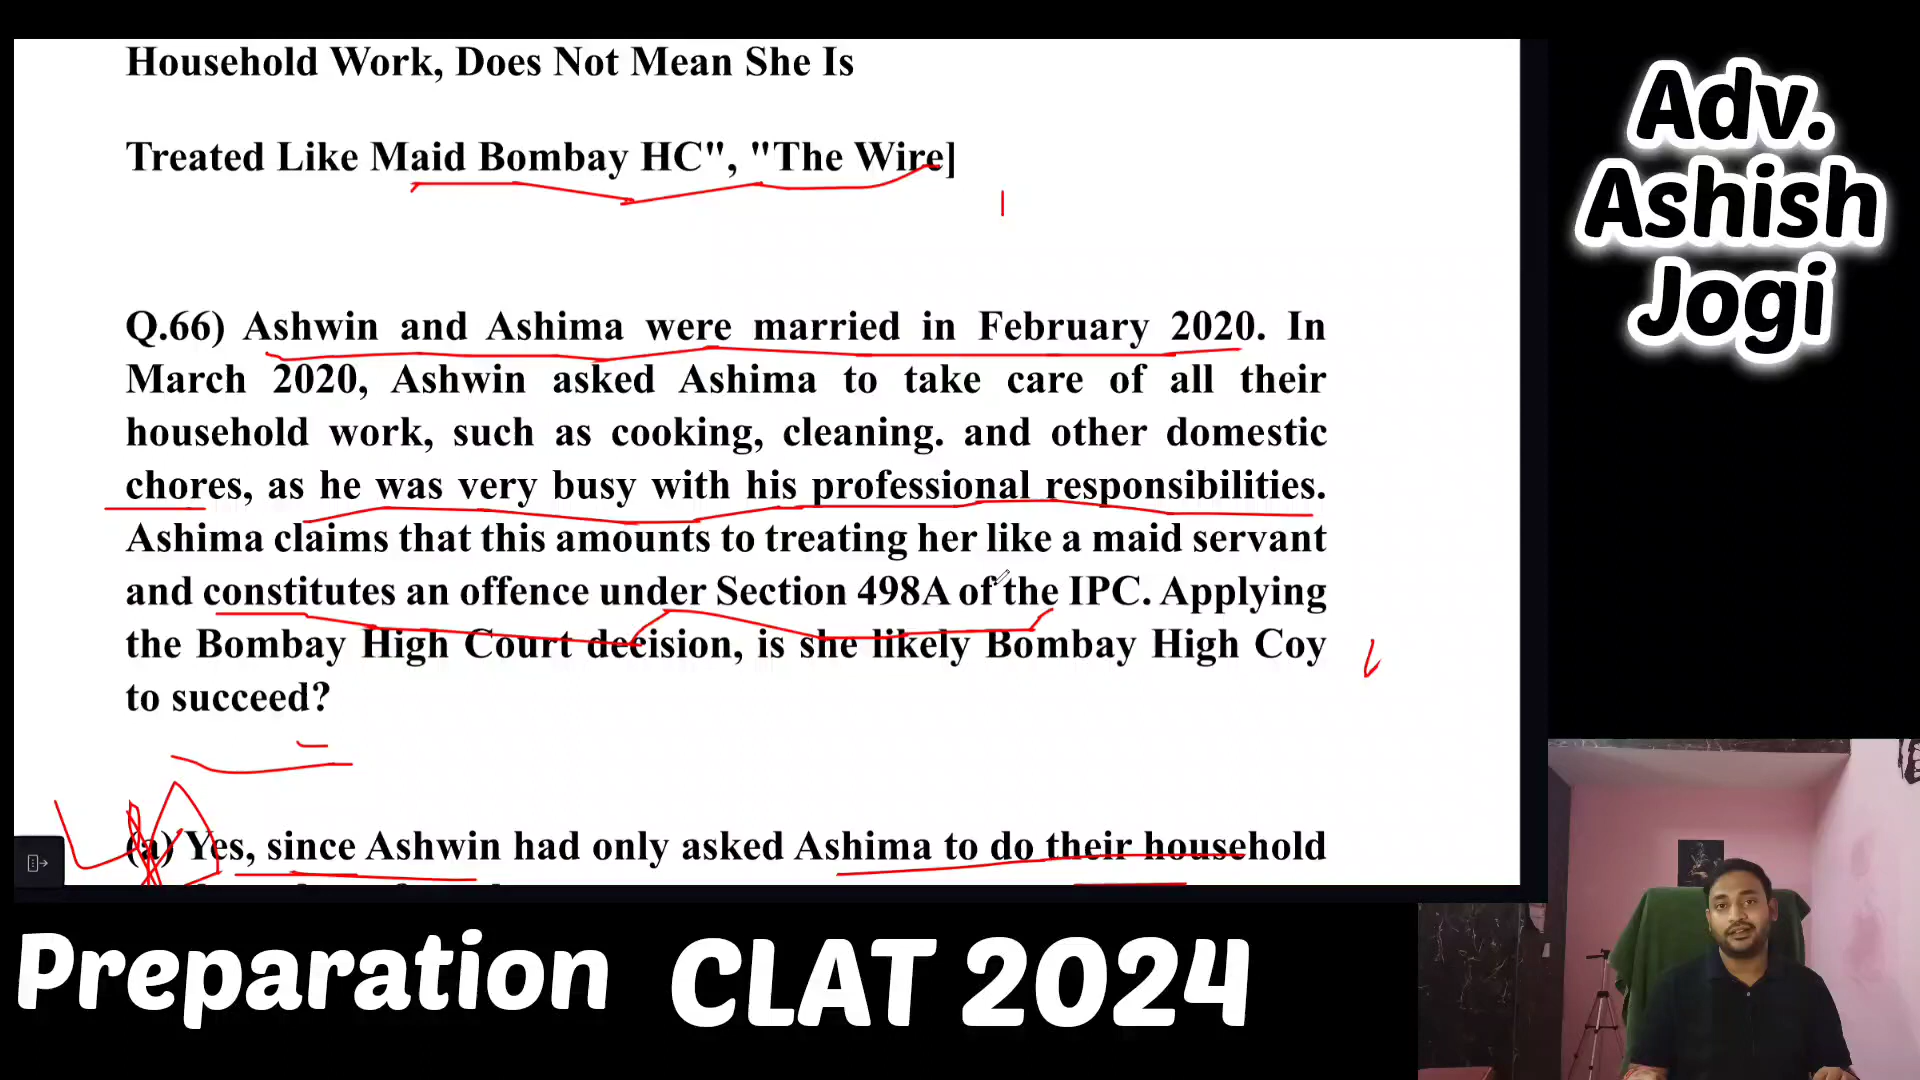 Household Work, Does Not Mean She Is
Treated Like Maid Bombay HC", "The Wire]
Q.66) Ashwin and Ashima were married in February 2020. In
March 2020, Ashwin asked Ashima to take care of all their
household work, such as cooking, cleaning. and other domestic
chores, as he was very busy with his professional responsibilities.
Ashima claims that this amounts to treating her like a maid servant
and constitutes an offence under Section 498A of the IPC. Applying
the Bombay High Court decision, is she likely Bombay High Coy
to succeed?
(a) Yes, since Ashwin had only asked Ashima to do their household
Adv.
Ashish
Jogi
Preparation CLAT 2024